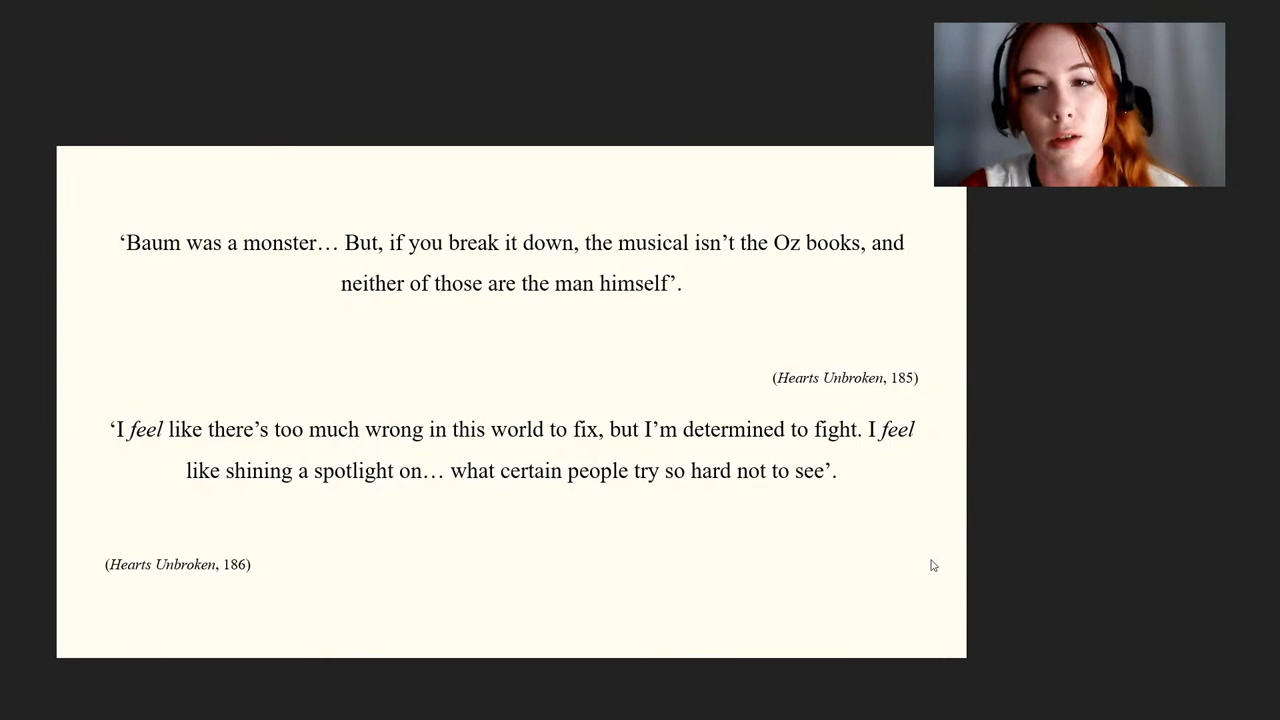 ‘Baum was a monster… But, if you break it down, the musical isn’t the Oz books, and
neither of those are the man himself’.
(Hearts Unbroken, 185)
‘I feel like there’s too much wrong in this world to fix, but I’m determined to fight. I feel
like shining a spotlight on… what certain people try so hard not to see’.
(Hearts Unbroken, 186)